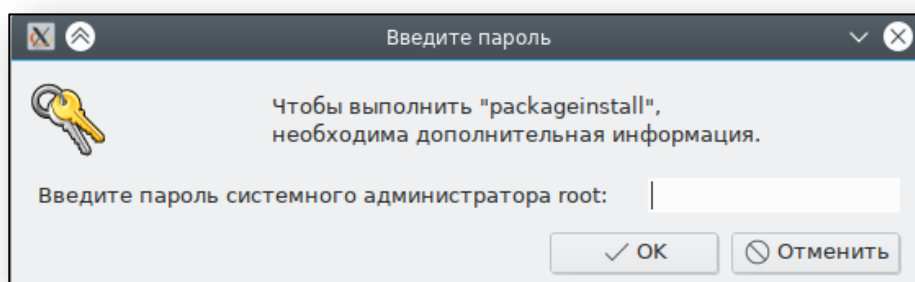 Введите пароль
Чтобы выполнить "packageinstall",
необходима дополнительная информация.
Введите пароль системного администратора root:
OK
Отменить